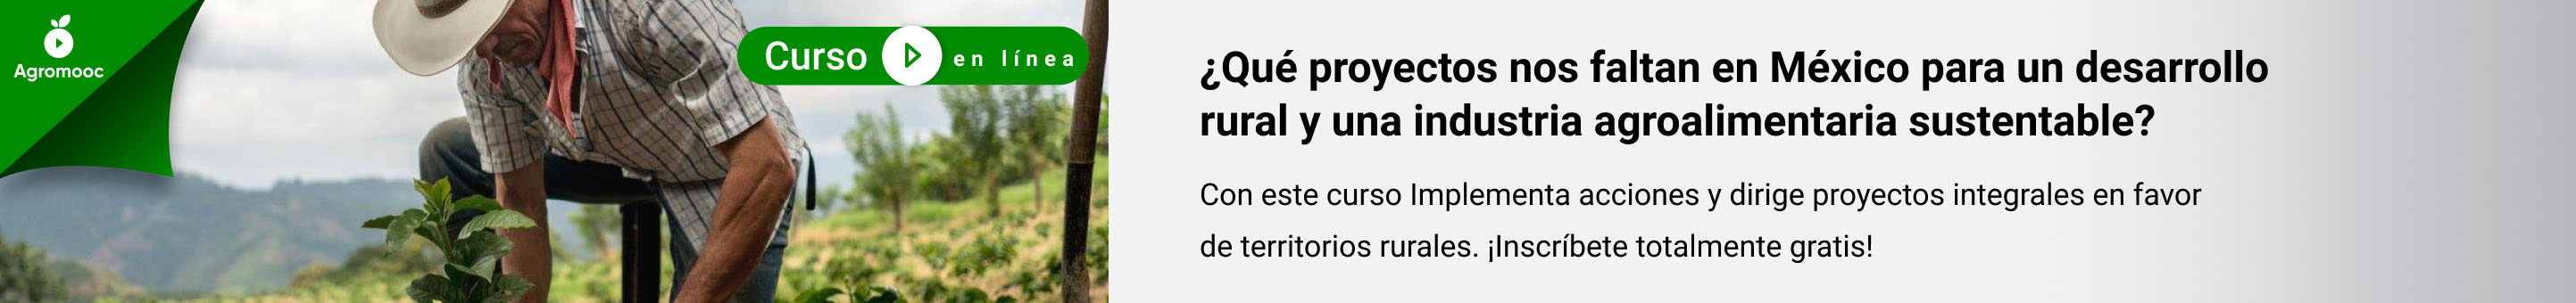 Agromooc
Curso en línea
¿Qué proyectos nos faltan en México para un desarrollo
rural y una industria agroalimentaria sustentable?
Con este curso Implementa acciones y dirige proyectos integrales en favor
de territorios rurales. ¡Inscríbete totalmente gratis!